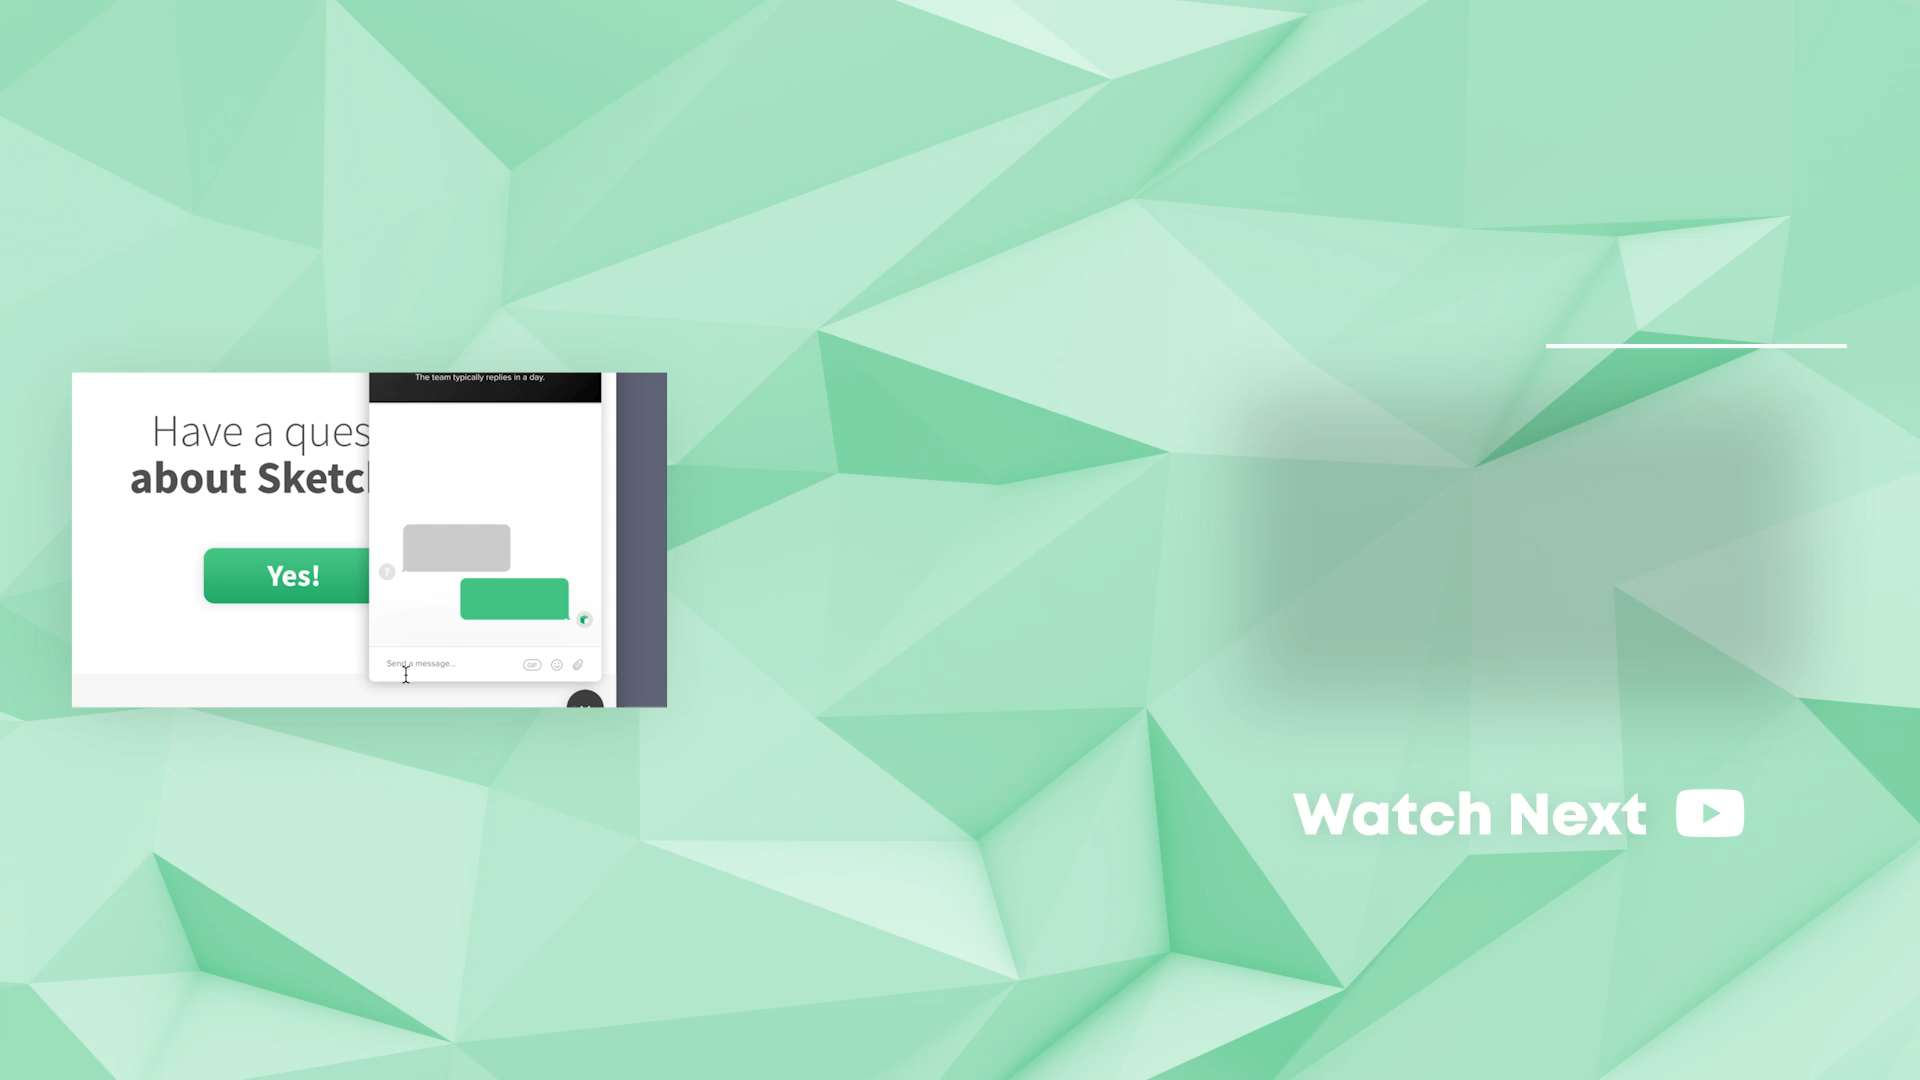 The team typically replies in a day.
Have a ques
about Sketc
Yes!
?
Send a message...
GIF
Watch Next